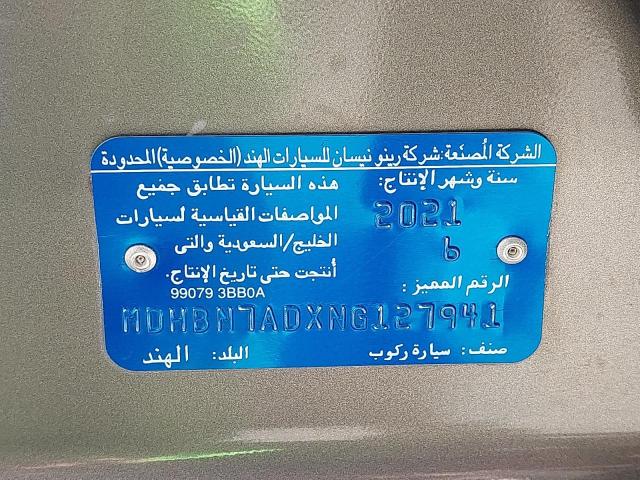 الشركة المُصنّعة:شركة رينو نيسان للسيارات الهند (الخصوصية) المحدودة
سنة وشهر الإنتاج:
2021
6
هذه السيارة تطابق جميع
المواصفات القياسية لسيارات
الخليج/السعودية والتى
أنتجت حتى تاريخ الإنتاج.
99079 3BB0A
الرقم المميز :
MDHBN7ADXNG127941
صنف: سيارة ركوب
البلد: الهند